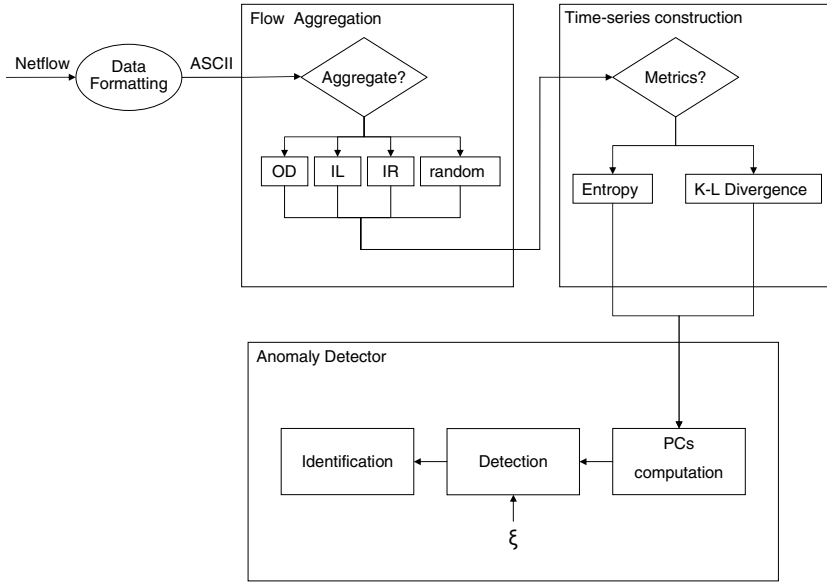 Flow Aggregation
Time-series construction
Netflow
Data
Formatting
ASCII
Aggregate?
Metrics?
OD
IL
IR
random
Entropy
K-L Divergence
Anomaly Detector
Identification
Detection
PCs
computation
ξ